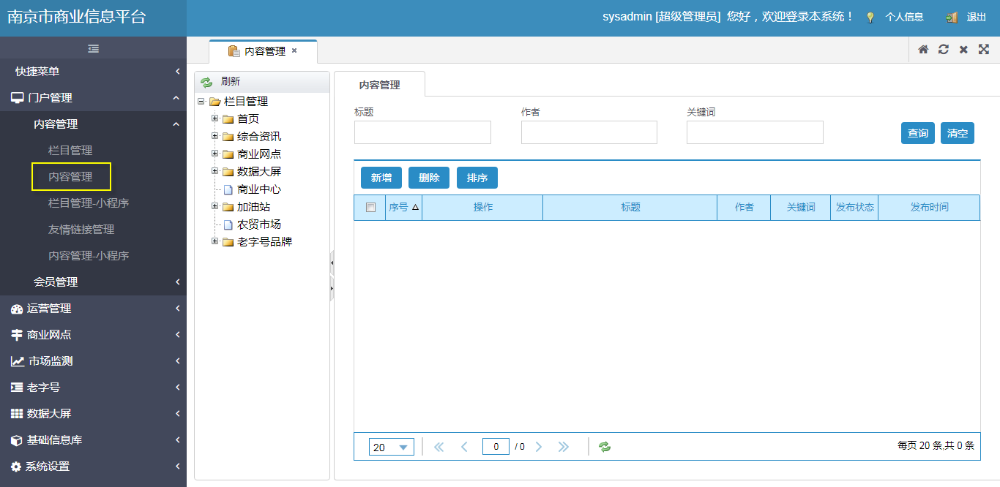 南京市商业信息平台
sysadmin [超级管理员] 您好，欢迎登录本系统！ 个人信息 退出
快捷菜单
门户管理
内容管理
栏目管理
内容管理
栏目管理-小程序
友情链接管理
内容管理-小程序
会员管理
运营管理
商业网点
市场监测
老字号
数据大屏
基础信息库
系统设置
内容管理
刷新
栏目管理
首页
综合资讯
商业网点
数据大屏
商业中心
加油站
农贸市场
老字号品牌
内容管理
标题 作者 关键词
查询 清空
新增 删除 排序
序号 操作 标题 作者 关键词 发布状态 发布时间
20 0 / 0 每页 20 条,共 0 条